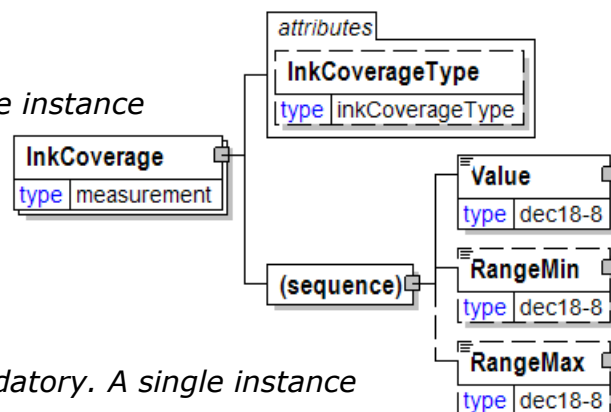 attributes
InkCoverageType
type inkCoverageType
instance
InkCoverage
type measurement
Value
type dec18-8
(sequence)
RangeMin
type dec18-8
RangeMax
datory. A single instance
type dec18-8